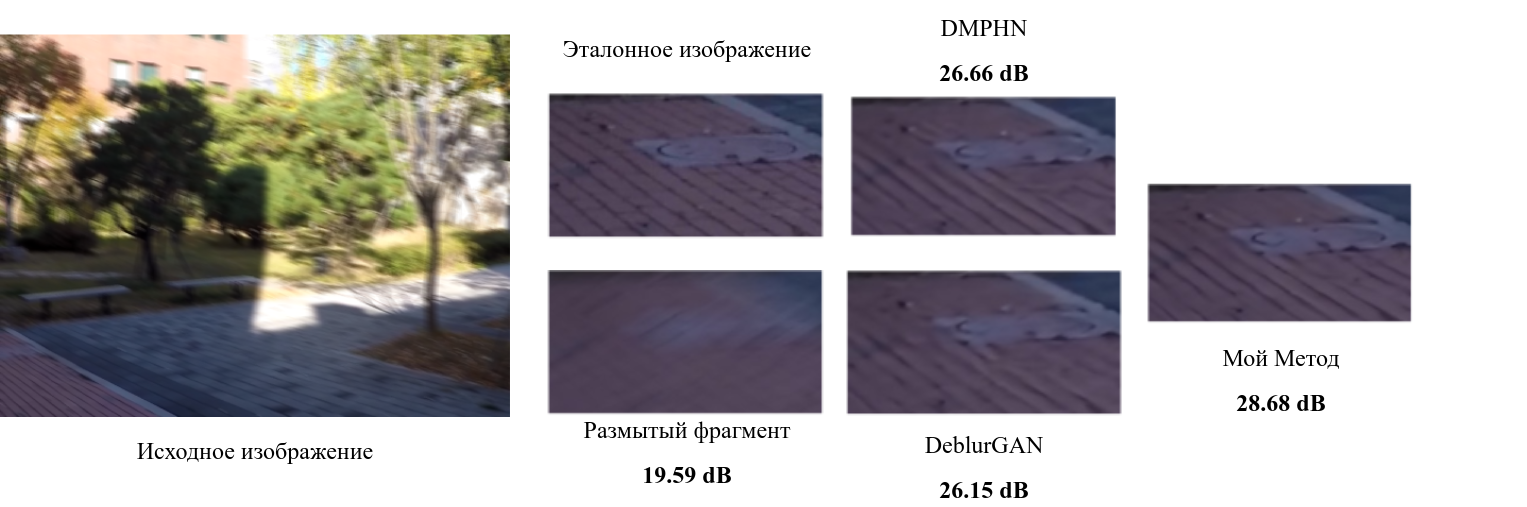 Эталонное изображение
DMPHN
26.66 dB
Исходное изображение
Размытый фрагмент
19.59 dB
DeblurGAN
26.15 dB
Мой Метод
28.68 dB